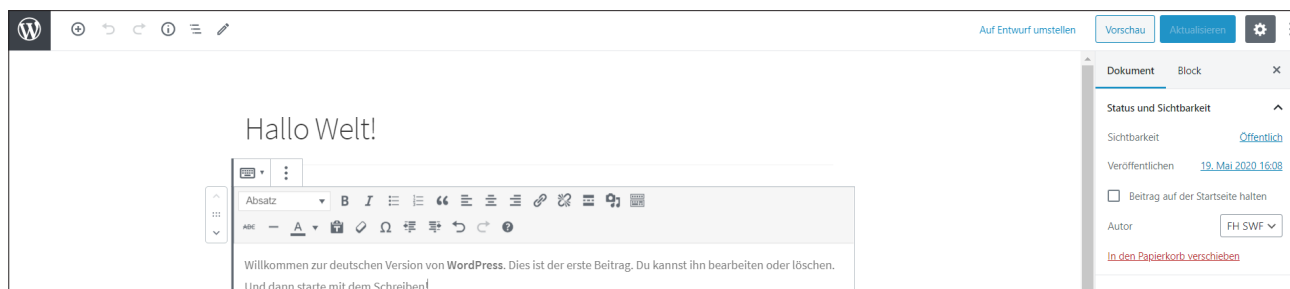 Auf Entwurf umstellen
Vorschau
Aktualisieren
Dokument
Block
Status und Sichtbarkeit
Sichtbarkeit
Öffentlich
Veröffentlichen
19. Mai 2020 16:08
Beitrag auf der Startseite halten
Autor
FH SWF
In den Papierkorb verschieben
Hallo Welt!
Absatz
B I
ABC A Ω
Willkommen zur deutschen Version von WordPress. Dies ist der erste Beitrag. Du kannst ihn bearbeiten oder löschen.
Und dann starte mit dem Schreiben!